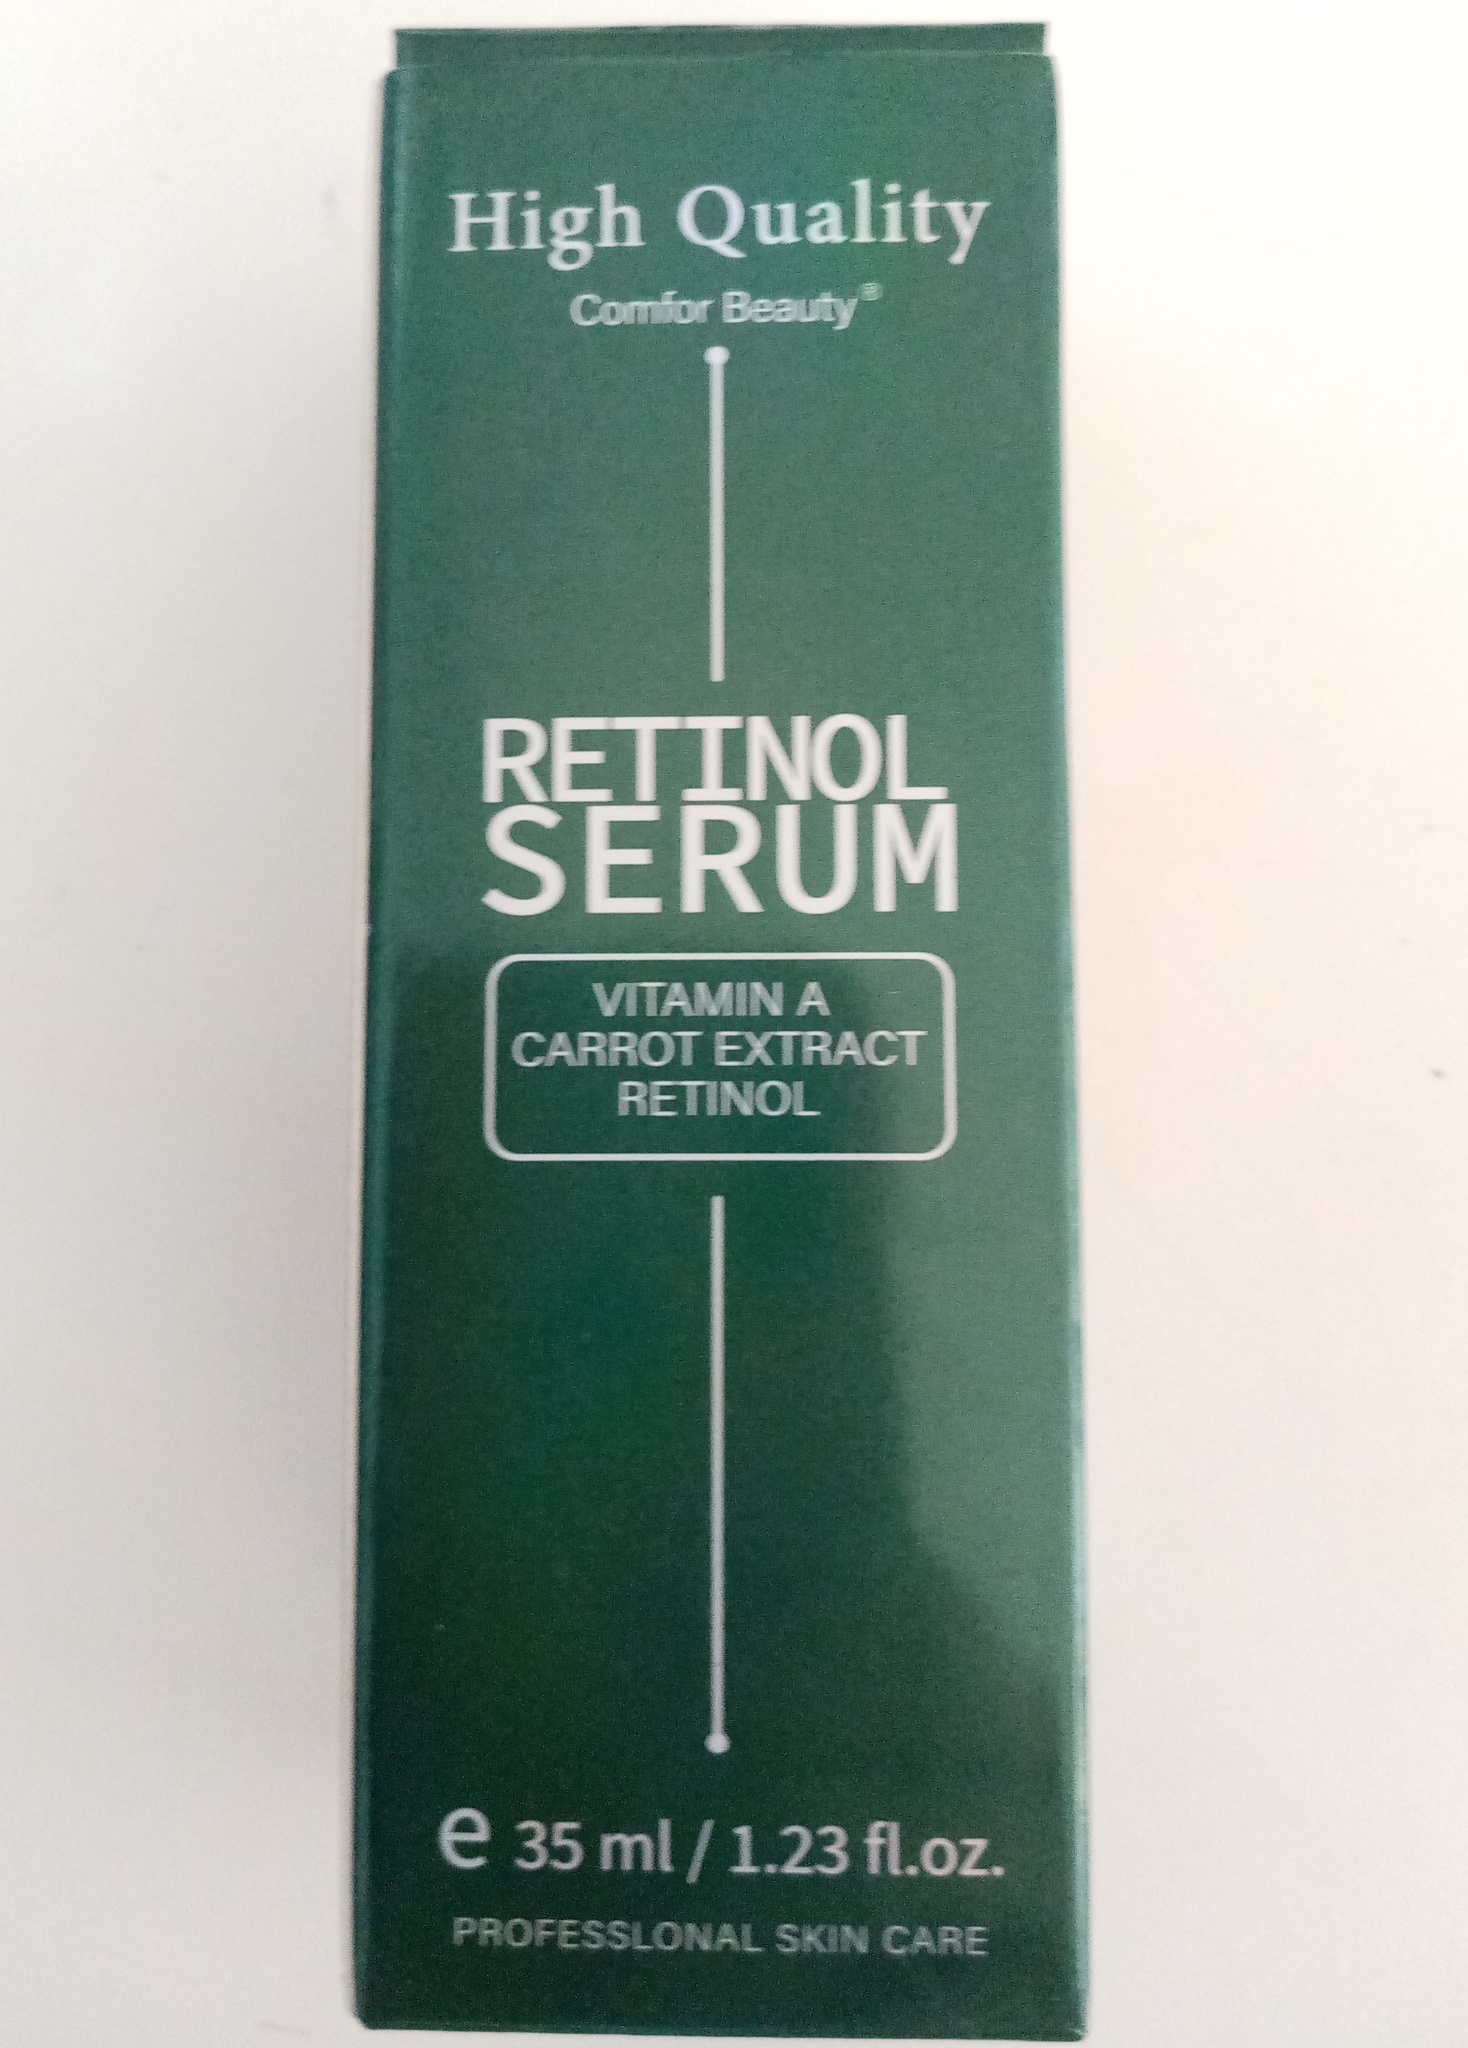 High Quality
Comfor Beauty®
RETINOL
SERUM
VITAMIN A
CARROT EXTRACT
RETINOL
e 35 ml / 1.23 fl.oz.
PROFESSLONAL SKIN CARE